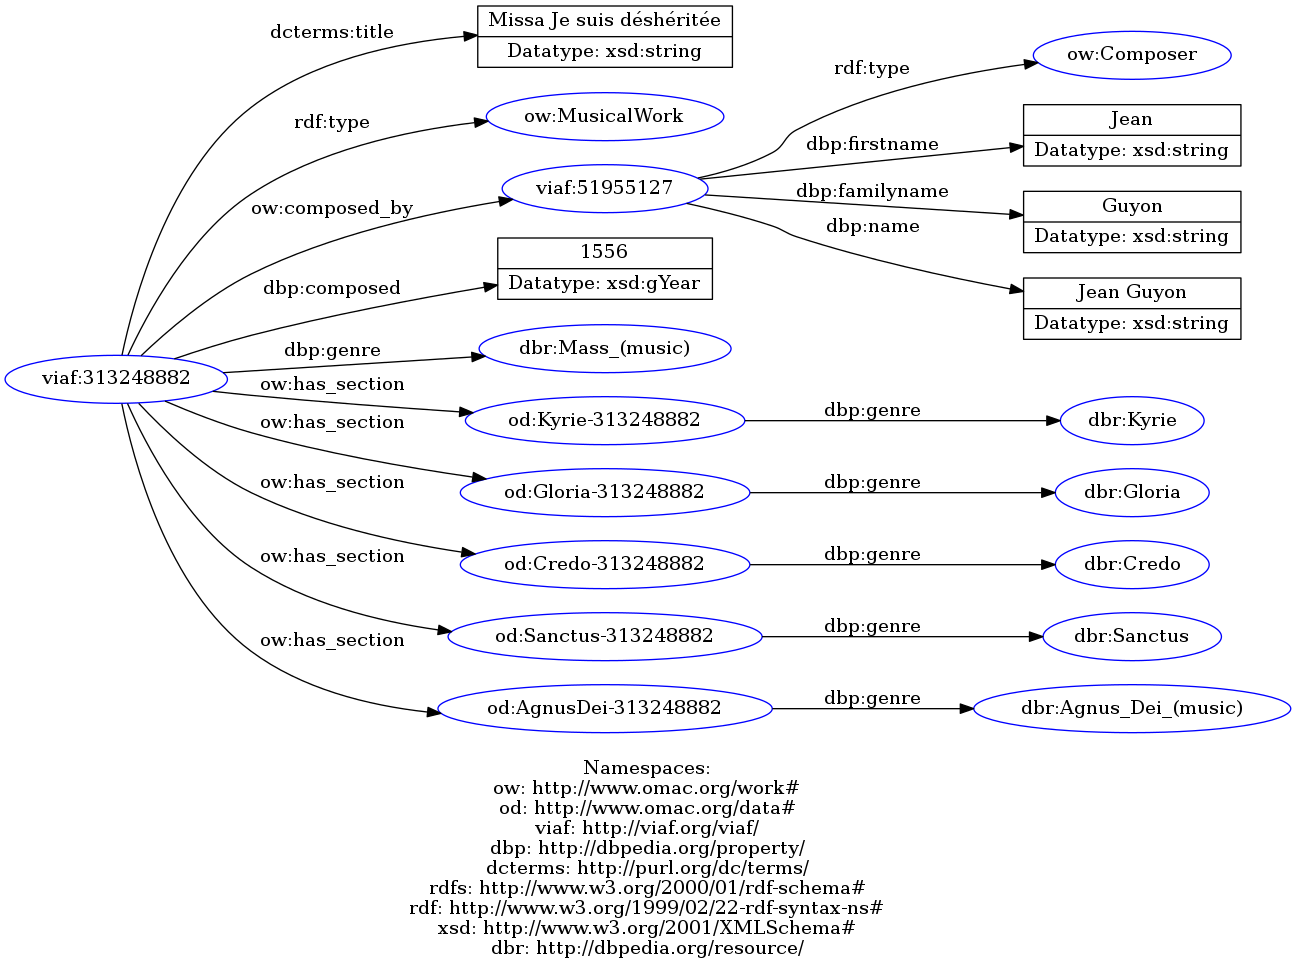 dcterms:title
Missa Je suis déshéritée
Datatype: xsd:string
rdf:type
ow:MusicalWork
ow:composed_by
viaf:51955127
rdf:type
ow:Composer
dbp:firstname
Jean
Datatype: xsd:string
dbp:familyname
Guyon
Datatype: xsd:string
dbp:name
Jean Guyon
Datatype: xsd:string
dbp:composed
1556
Datatype: xsd:gYear
viaf:313248882
dbp:genre
dbr:Mass_(music)
ow:has_section
od:Kyrie-313248882
dbp:genre
dbr:Kyrie
ow:has_section
od:Gloria-313248882
dbp:genre
dbr:Gloria
ow:has_section
od:Credo-313248882
dbp:genre
dbr:Credo
ow:has_section
od:Sanctus-313248882
dbp:genre
dbr:Sanctus
ow:has_section
od:AgnusDei-313248882
dbp:genre
dbr:Agnus_Dei_(music)
Namespaces:
ow: http://www.omac.org/work#
od: http://www.omac.org/data#
viaf: http://viaf.org/viaf/
dbp: http://dbpedia.org/property/
dcterms: http://purl.org/dc/terms/
rdfs: http://www.w3.org/2000/01/rdf-schema#
rdf: http://www.w3.org/1999/02/22-rdf-syntax-ns#
xsd: http://www.w3.org/2001/XMLSchema#
dbr: http://dbpedia.org/resource/